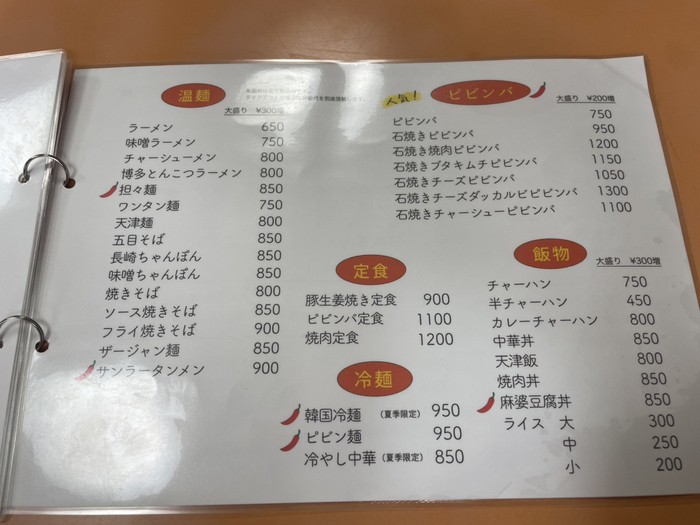 温麺
大盛り ¥300増
ラーメン 650
味噌ラーメン 750
チャーシューメン 800
博多とんこつラーメン 800
担々麺 850
ワンタン麺 750
天津麺 800
五目そば 850
長崎ちゃんぽん 850
味噌ちゃんぽん 850
焼きそば 800
ソース焼きそば 850
フライ焼きそば 900
ザージャン麺 850
サンラータンメン 900
人気!
ビビンバ
大盛り ¥200増
ビビンバ 750
石焼きビビンバ 950
石焼き焼肉ビビンバ 1200
石焼きブタキムチビビンバ 1150
石焼きチーズビビンバ 1050
石焼きチーズダッカルビビビンバ 1300
石焼きチャーシュービビンバ 1100
定食
豚生姜焼き定食 900
ビビンバ定食 1100
焼肉定食 1200
冷麺
韓国冷麺 (夏季限定) 950
ビビン麺 950
冷やし中華 (夏季限定) 850
飯物
大盛り ¥300増
チャーハン 750
半チャーハン 450
カレーチャーハン 800
中華丼 850
天津飯 800
焼肉丼 850
麻婆豆腐丼 850
ライス 大 300
中 250
小 200